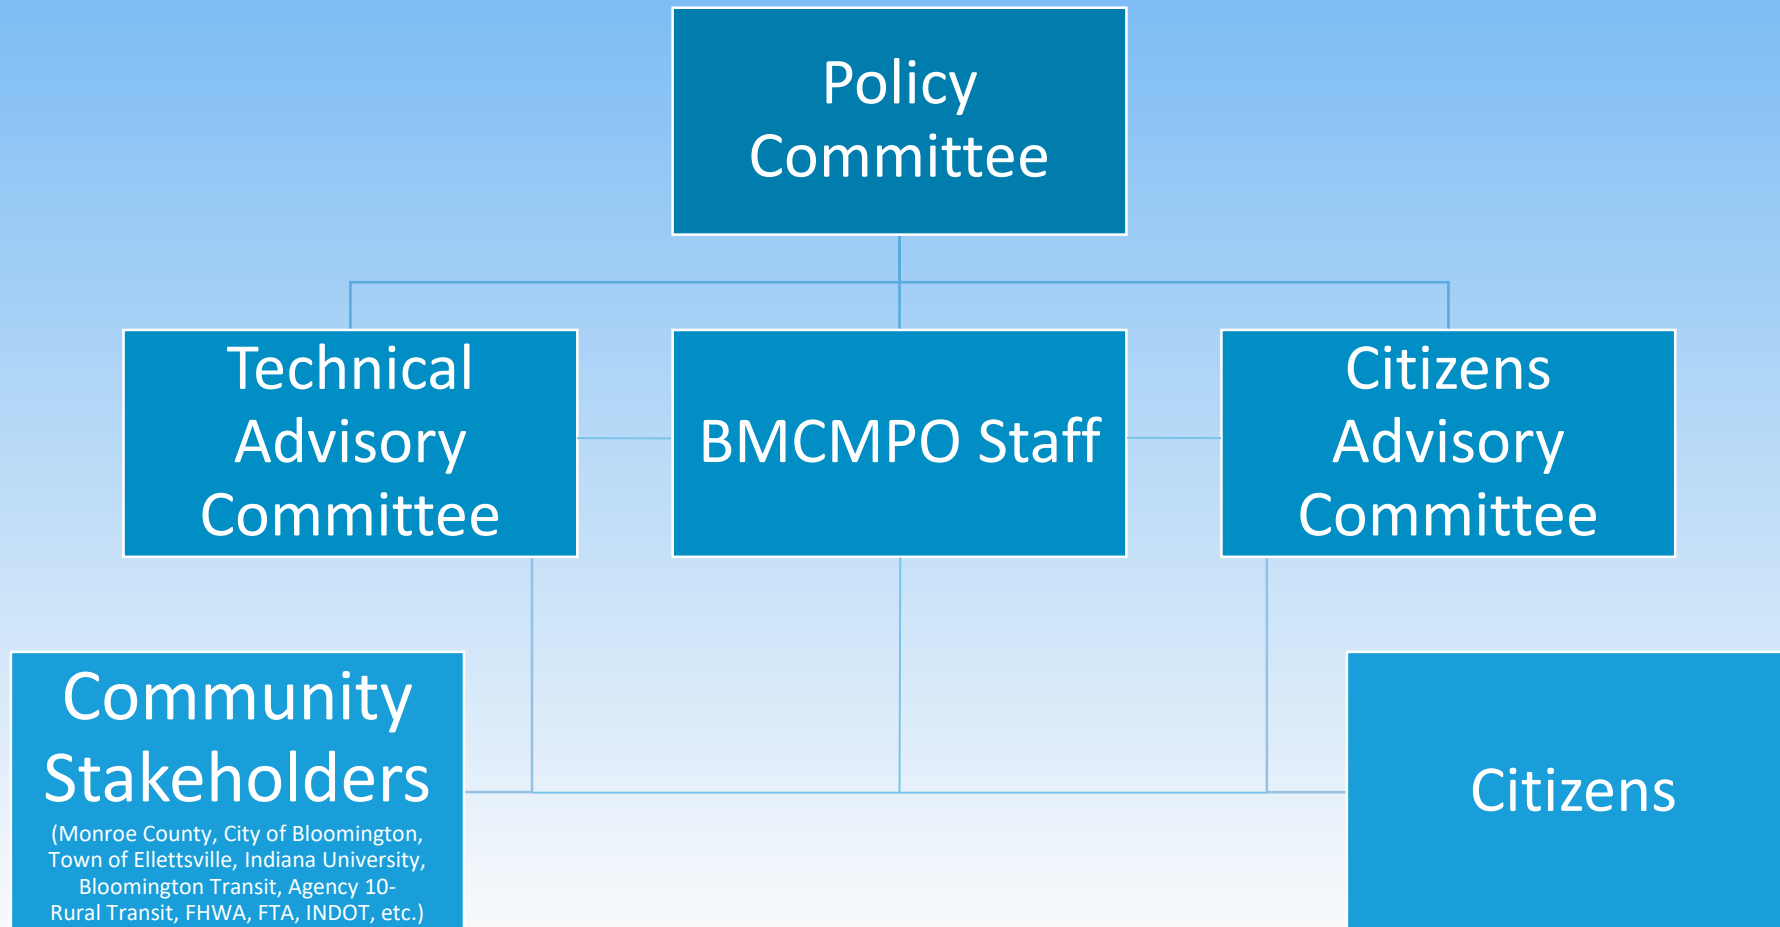 Policy
Committee
Technical
Advisory
Committee
BMCMPO Staff
Citizens
Advisory
Committee
Community
Stakeholders
(Monroe County, City of Bloomington,
Town of Ellettsville, Indiana University,
Bloomington Transit, Agency 10-
Rural Transit, FHWA, FTA, INDOT, etc.)
Citizens